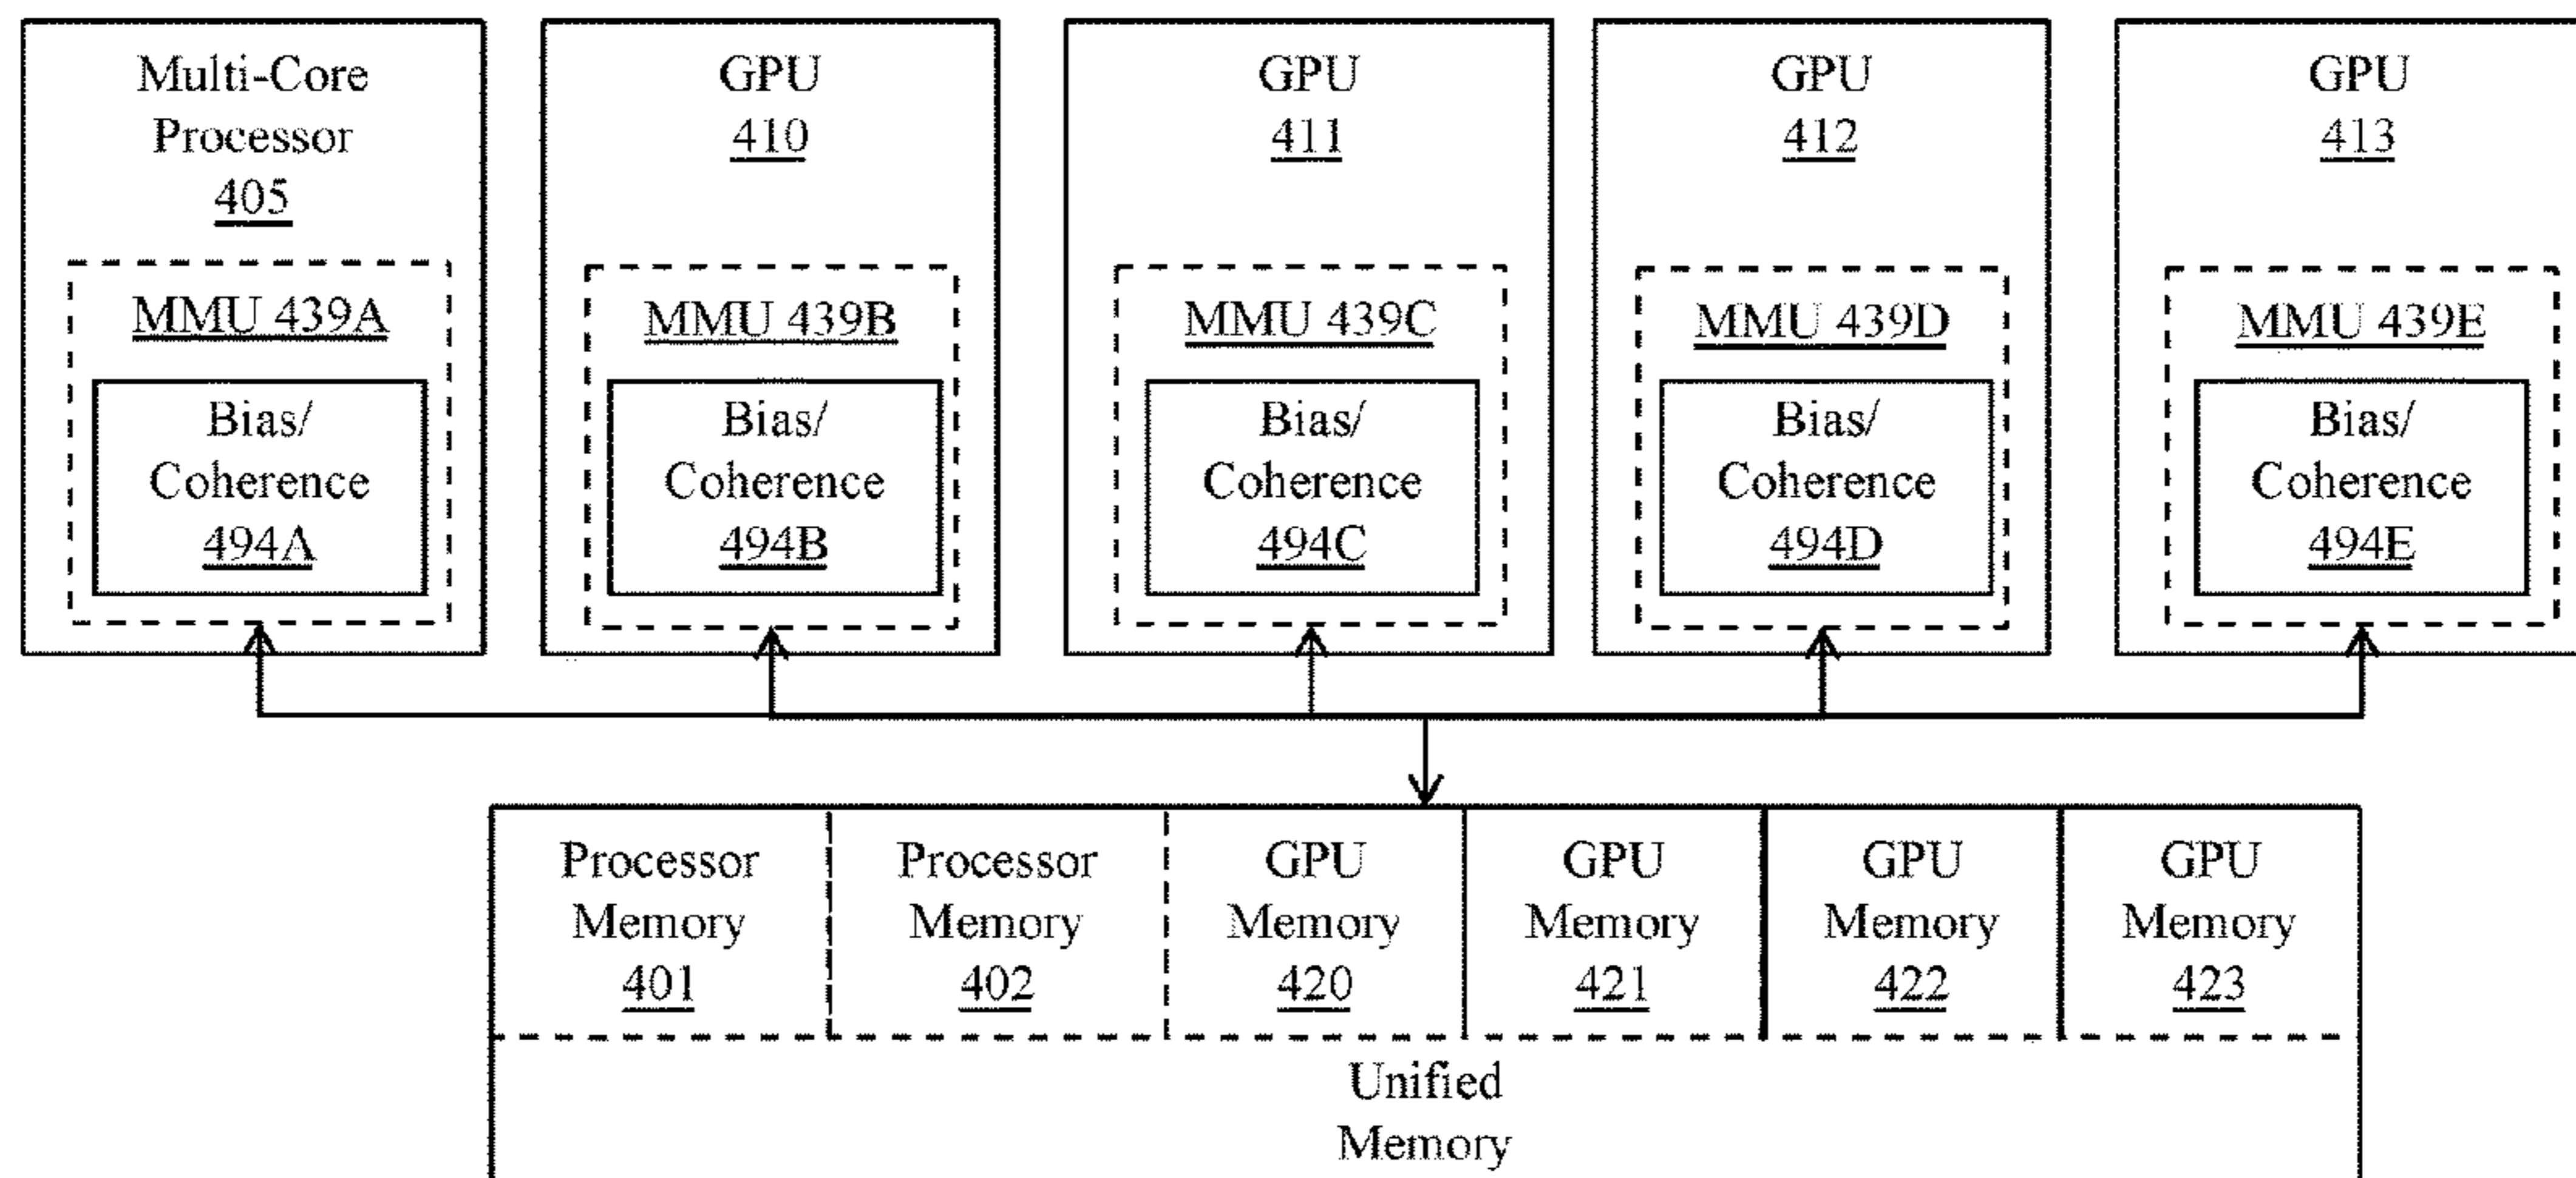 Multi-Core
Processor
405
MMU 439A
Bias/
Coherence
494A
GPU
410
MMU 439B
Bias/
Coherence
494B
GPU
411
MMU 439C
Bias/
Coherence
494C
GPU
412
MMU 439D
Bias/
Coherence
494D
GPU
413
MMU 439E
Bias/
Coherence
494E
Processor
Memory
401
Processor
Memory
402
GPU
Memory
420
GPU
Memory
421
GPU
Memory
422
GPU
Memory
423
Unified
Memory